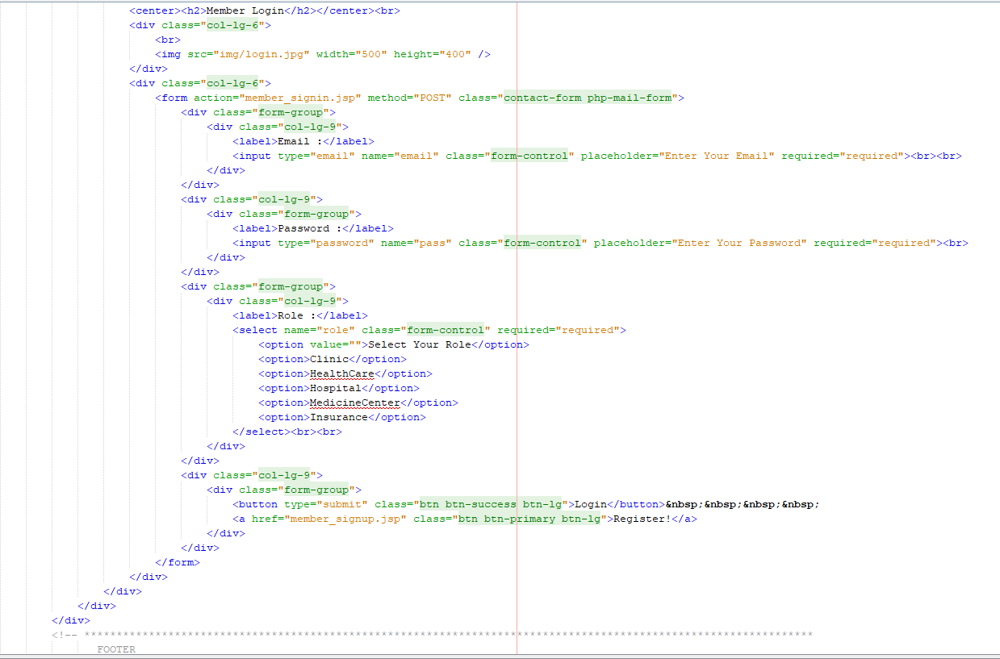 <center><h2>Member Login</h2></center><br>
<div class="col-lg-6">
<br>
<img src="img/login.jpg" width="500" height="400" />
</div>
<div class="col-lg-6">
<form action="member_signin.jsp" method="POST" class="contact-form php-mail-form">
<div class="form-group">
<div class="col-lg-9">
<label>Email :</label>
<input type="email" name="email" class="form-control" placeholder="Enter Your Email" required="required"><br><br>
</div>
</div>
<div class="col-lg-9">
<div class="form-group">
<label>Password :</label>
<input type="password" name="pass" class="form-control" placeholder="Enter Your Password" required="required"><br>
</div>
</div>
<div class="form-group">
<div class="col-lg-9">
<label>Role :</label>
<select name="role" class="form-control" required="required">
<option value="">Select Your Role</option>
<option>Clinic</option>
<option>HealthCare</option>
<option>Hospital</option>
<option>MedicineCenter</option>
<option>Insurance</option>
</select><br><br>
</div>
</div>
<div class="col-lg-9">
<div class="form-group">
<button type="submit" class="btn btn-success btn-lg">Login</button>&nbsp;&nbsp;&nbsp;&nbsp;
<a href="member_signup.jsp" class="btn btn-primary btn-lg">Register!</a>
</div>
</div>
</form>
</div>
</div>
</div>
</div>
<!-- *****************************************************************************************************************
FOOTER